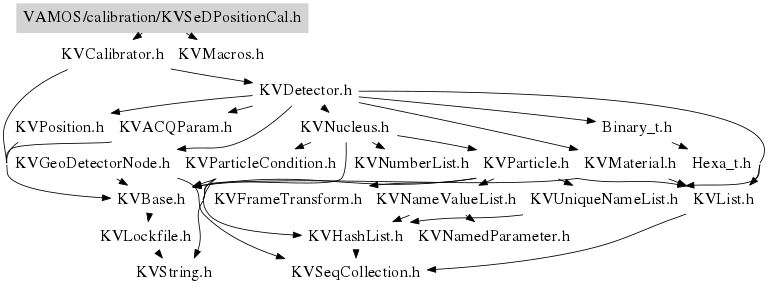 VAMOS/calibration/KVSeDPositionCal.h
KVCalibrator.h KVMacros.h
KVDetector.h
KVPosition.h KVACQParam.h KVNucleus.h Binary_t.h
KVGeoDetectorNode.h KVParticleCondition.h KVNumberList.h KVParticle.h KVMaterial.h Hexa_t.h
KVBase.h KVFrameTransform.h KVNameValueList.h KVUniqueNameList.h KVList.h
KVLockfile.h KVHashList.h KVNamedParameter.h
KVString.h KVSeqCollection.h